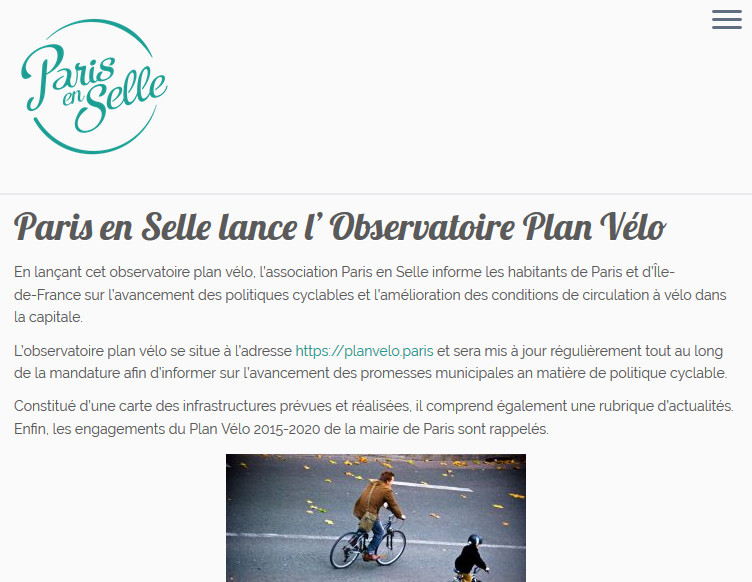 Paris
en Selle
Paris en Selle lance l’ Observatoire Plan Vélo
En lançant cet observatoire plan vélo, l’association Paris en Selle informe les habitants de Paris et d’Île-
de-France sur l’avancement des politiques cyclables et l’amélioration des conditions de circulation à vélo dans
la capitale.
L’observatoire plan vélo se situe à l’adresse https://planvelo.paris et sera mis à jour régulièrement tout au long
de la mandature afin d’informer sur l’avancement des promesses municipales an matière de politique cyclable.
Constitué d’une carte des infrastructures prévues et réalisées, il comprend également une rubrique d’actualités.
Enfin, les engagements du Plan Vélo 2015-2020 de la mairie de Paris sont rappelés.